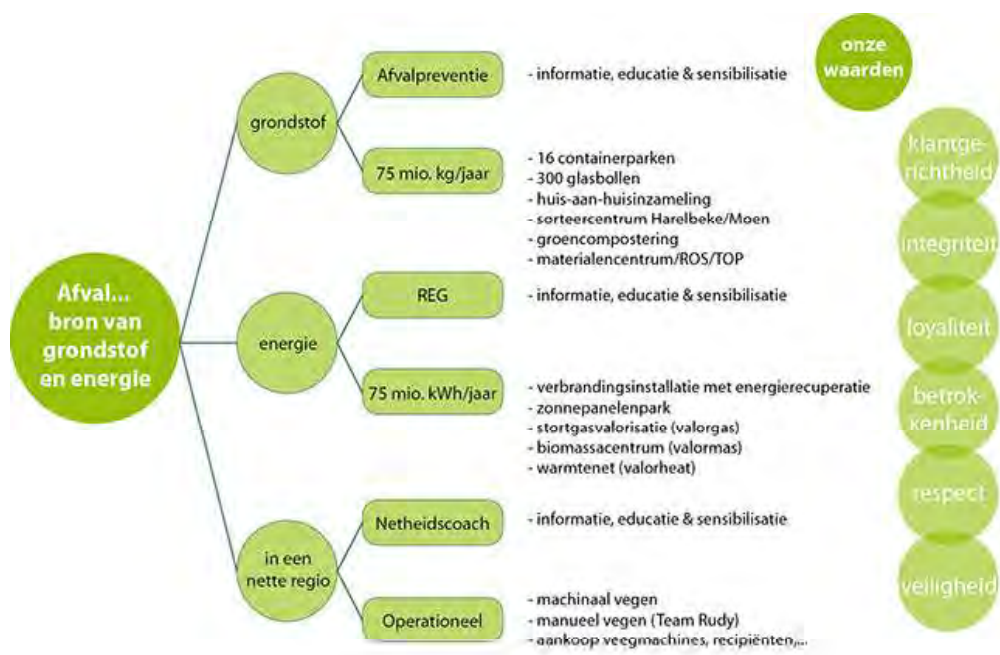 Afval...
bron van
grondstof
en energie
grondstof
Afvalpreventie
- informatie, educatie & sensibilisatie
75 mio. kg/jaar
- 16 containerparken
- 300 glasbollen
- huis-aan-huisinzameling
- sorteercentrum Harelbeke/Moen
- groencompostering
- materialencentrum/ROS/TOP
energie
REG
- informatie, educatie & sensibilisatie
75 mio. kWh/jaar
- verbrandingsinstallatie met energierecuperatie
- zonnepanelenpark
- stortgasvalorisatie (valorgas)
- biomassacentrum (valormas)
- warmtenet (valorheat)
in een
nette regio
Netheidscoach
- informatie, educatie & sensibilisatie
Operationeel
- machinaal vegen
- manueel vegen (Team Rudy)
- aankoop veegmachines, recipiënten,...
onze
waarden
klantge-
richtheid
integriteit
loyaliteit
betrok-
kenheid
respect
veiligheid